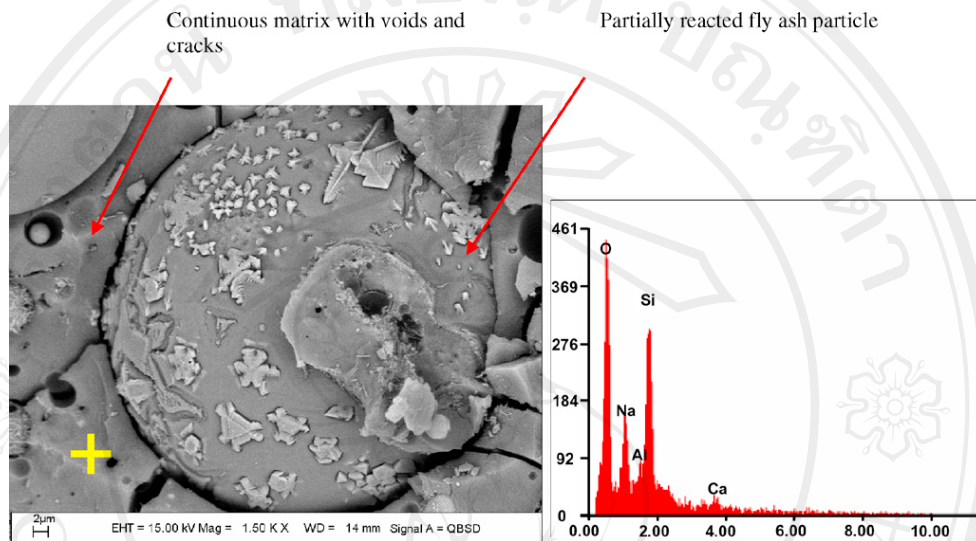 Continuous matrix with voids and
cracks
Partially reacted fly ash particle
2µm
EHT = 15.00 kV Mag = 1.50 K X WD = 14 mm Signal A = QBSD
461
369
276
184
92
0
O
Na
Al
Si
Ca
0.00 2.00 4.00 6.00 8.00 10.00